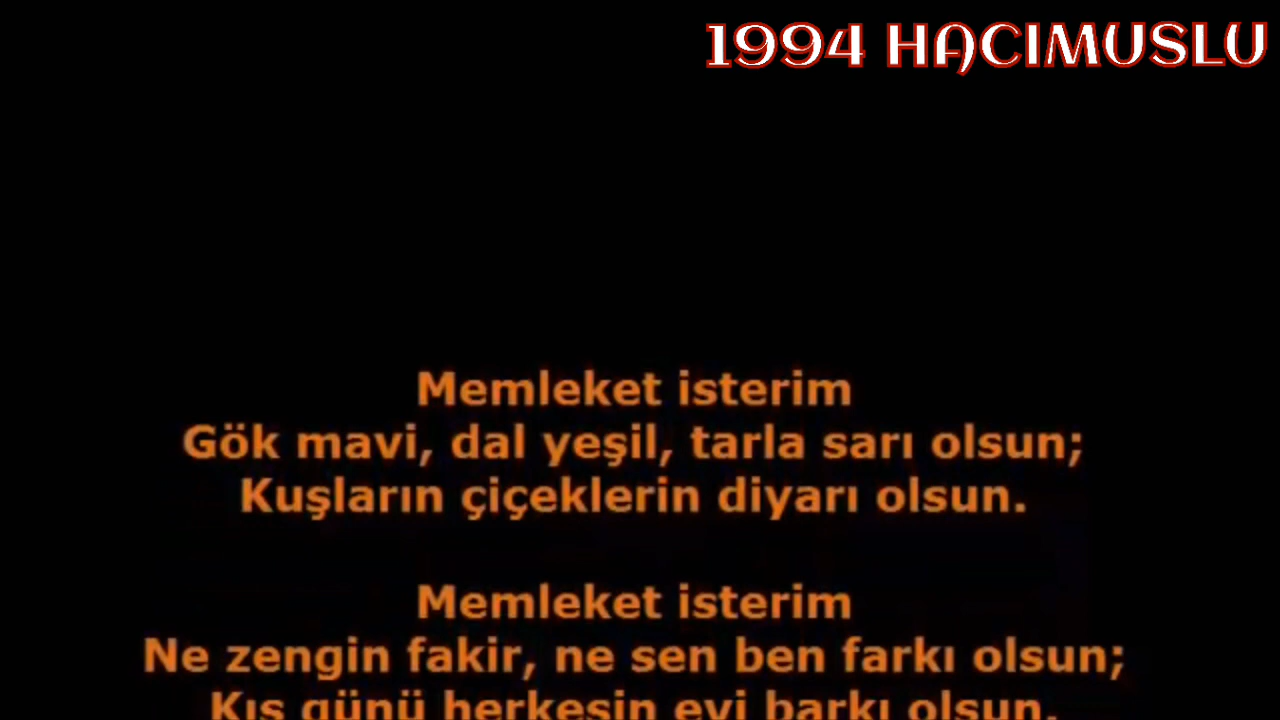 1994 HACIMUSLU
Memleket isterim
Gök mavi, dal yeşil, tarla sarı olsun;
Kuşların çiçeklerin diyarı olsun.
Memleket isterim
Ne zengin fakir, ne sen ben farkı olsun;
Kış günü herkesin evi barkı olsun.